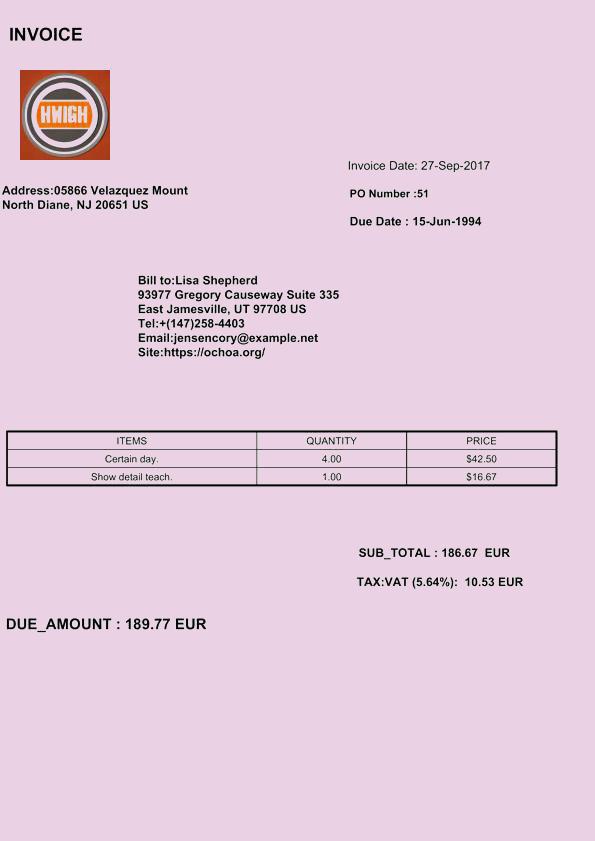 INVOICE
HWIGH
Invoice Date: 27-Sep-2017
Address:05866 Velazquez Mount
North Diane, NJ 20651 US
PO Number :51
Due Date : 15-Jun-1994
Bill to:Lisa Shepherd
93977 Gregory Causeway Suite 335
East Jamesville, UT 97708 US
Tel:+(147)258-4403
Email:jensencory@example.net
Site:https://ochoa.org/
ITEMS QUANTITY PRICE
Certain day. 4.00 $42.50
Show detail teach. 1.00 $16.67
SUB_TOTAL : 186.67 EUR
TAX:VAT (5.64%): 10.53 EUR
DUE_AMOUNT : 189.77 EUR